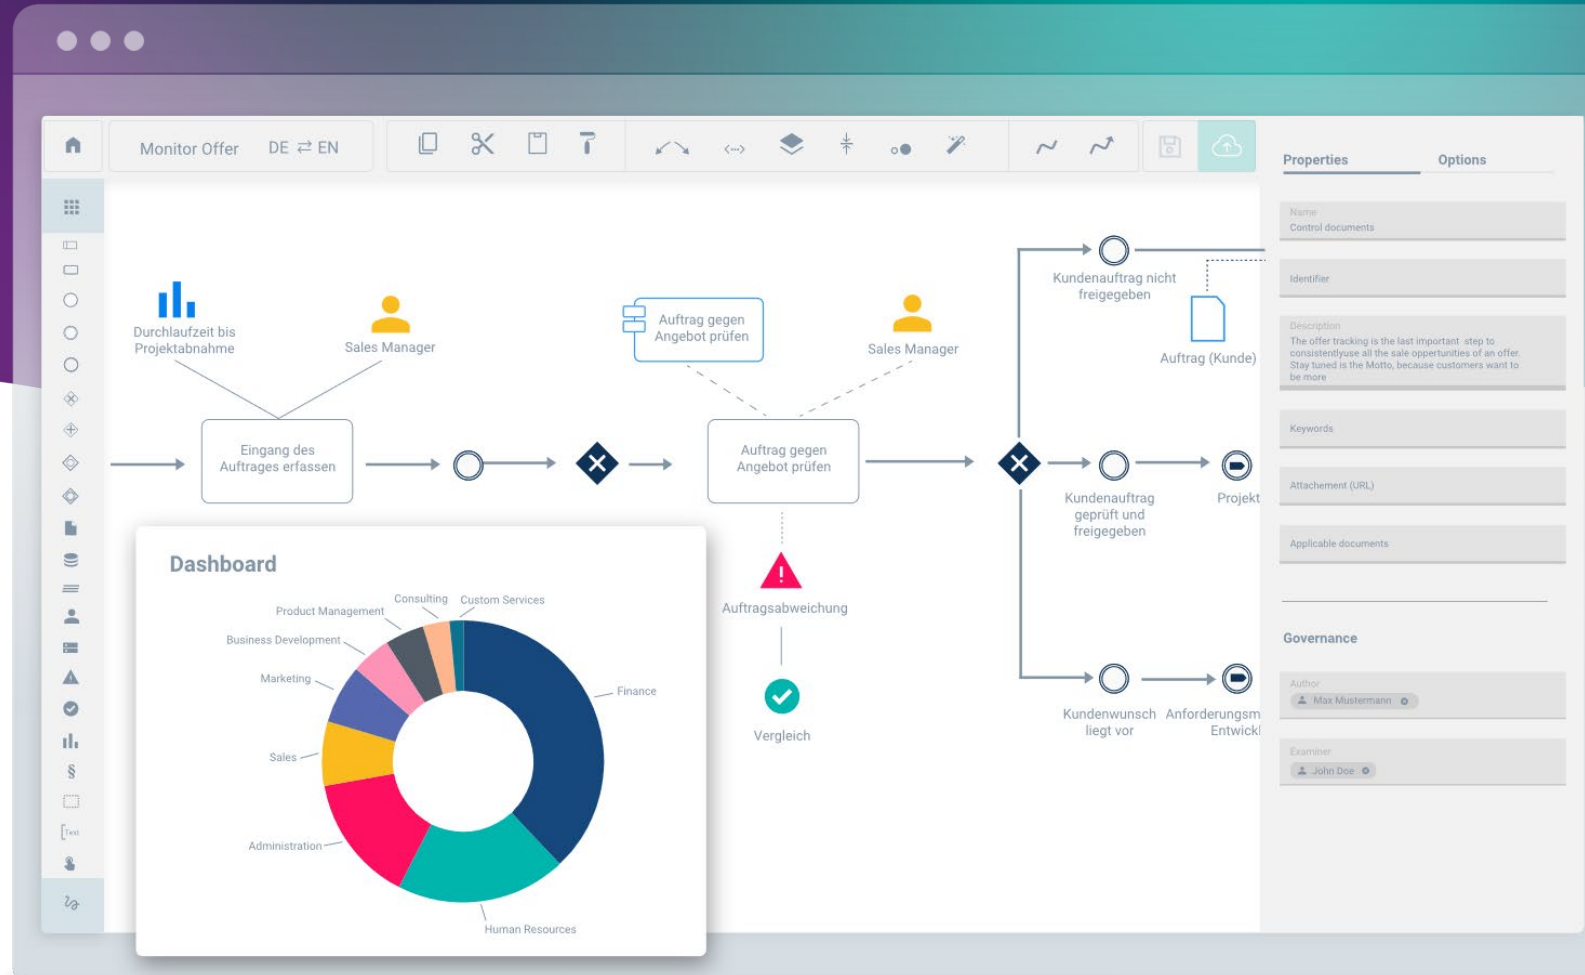 Monitor Offer
DE ⇄ EN
Properties
Options
Name
Control documents
Identifier
Description
The offer tracking is the last important step to
consistentlyuse all the sale oppertunities of an offer.
Stay tuned is the Motto, because customers want to
be more
Keywords
Attachement (URL)
Applicable documents
Governance
Author
Max Mustermann
Examiner
John Doe
[Text
§
Durchlaufzeit bis
Projektabnahme
Sales Manager
Auftrag gegen
Angebot prüfen
Sales Manager
Kundenauftrag nicht
freigegeben
Auftrag (Kunde)
Eingang des
Auftrages erfassen
Auftrag gegen
Angebot prüfen
Kundenauftrag
geprüft und
freigegeben
Projekt
Auftragsabweichung
Vergleich
Kundenwunsch
liegt vor
Anforderungsm
Entwickl
Dashboard
Consulting
Custom Services
Product Management
Business Development
Marketing
Finance
Sales
Administration
Human Resources